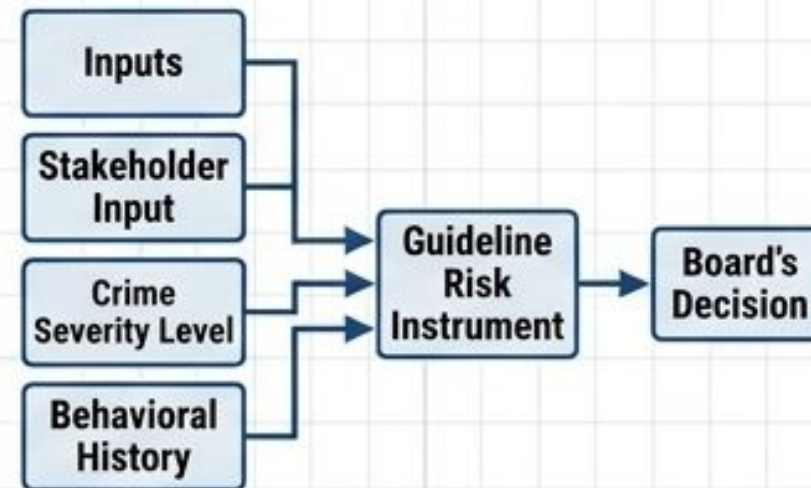 Inputs
Stakeholder
Input
Crime
Severity Level
Behavioral
History
Guideline
Risk
Instrument
Board's
Decision